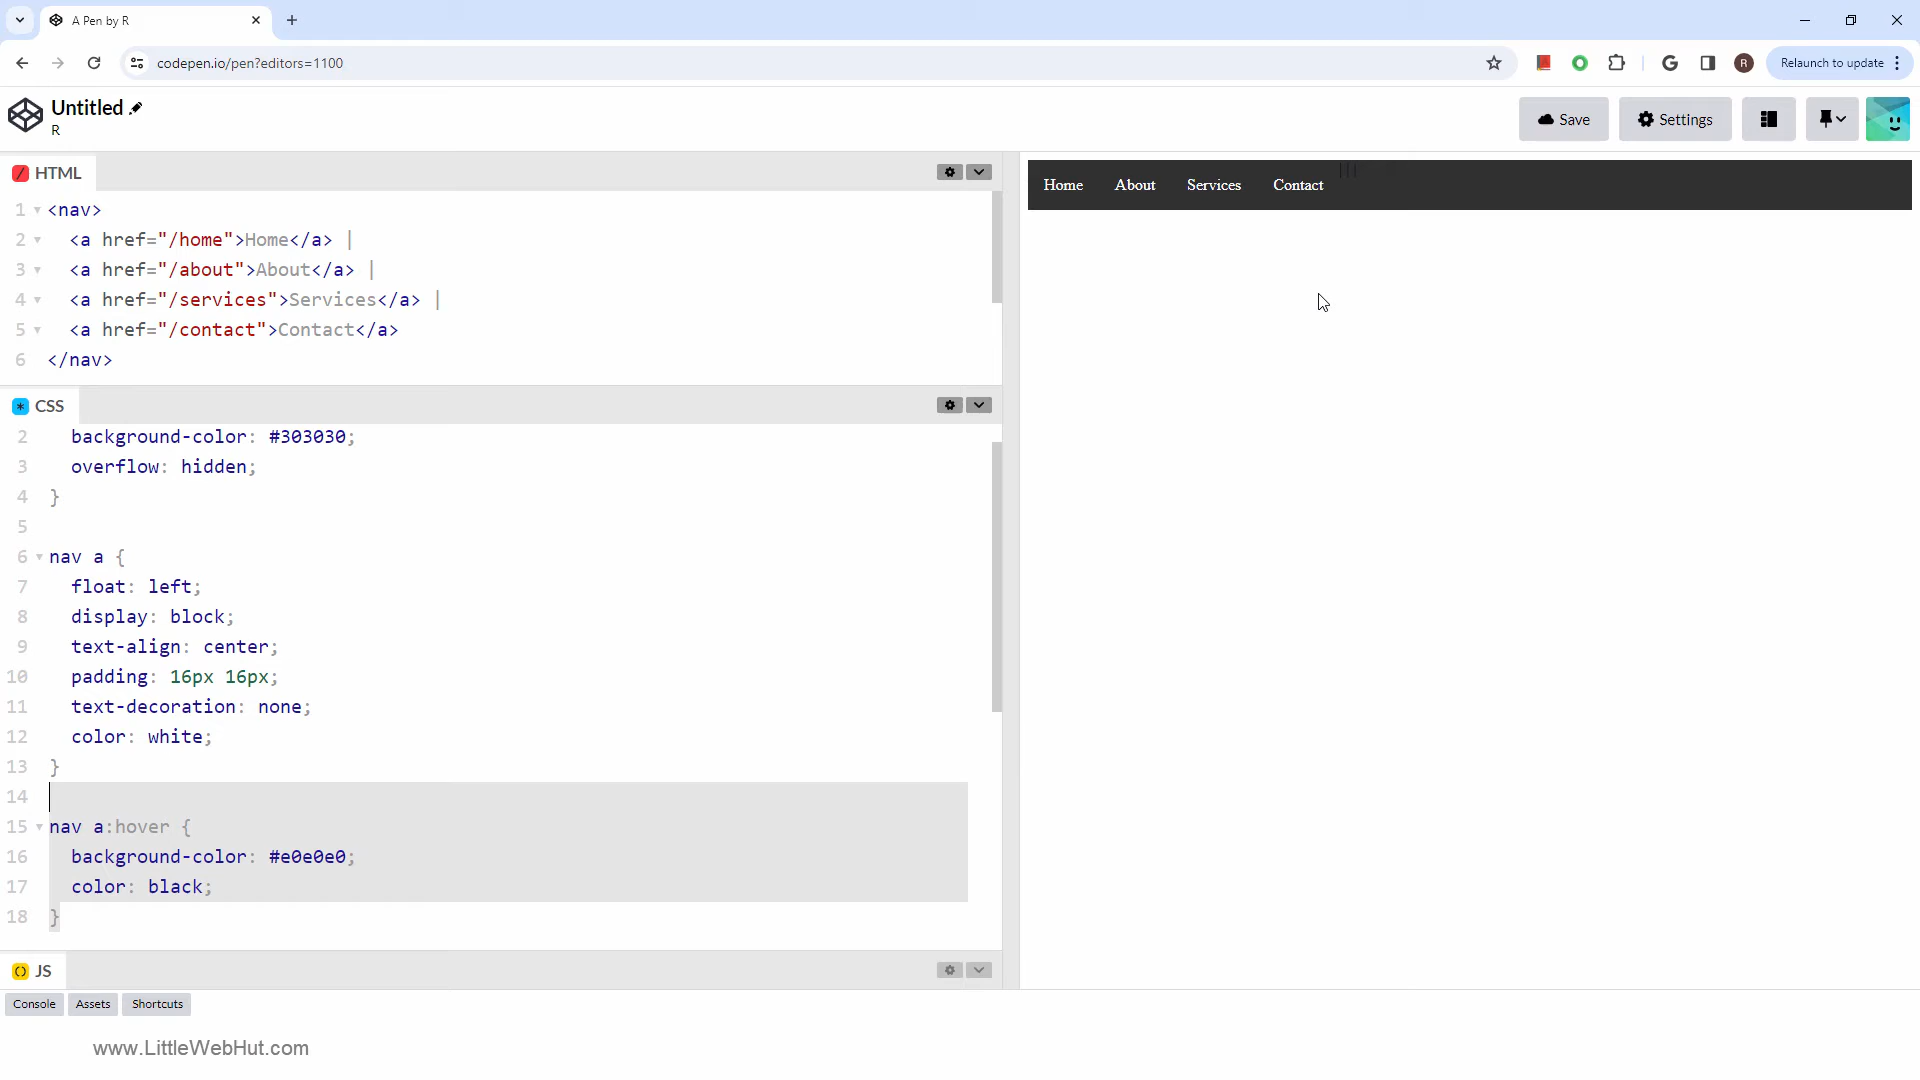 A Pen by R
codepen.io/pen?editors=1100
R
Relaunch to update
Untitled
R
Save
Settings
HTML
1 <nav>
2 <a href="/home">Home</a> |
3 <a href="/about">About</a> |
4 <a href="/services">Services</a> |
5 <a href="/contact">Contact</a>
6 </nav>
CSS
2 background-color: #303030;
3 overflow: hidden;
4 }
5
6 nav a {
7 float: left;
8 display: block;
9 text-align: center;
10 padding: 16px 16px;
11 text-decoration: none;
12 color: white;
13 }
14
15 nav a:hover {
16 background-color: #e0e0e0;
17 color: black;
18 }
JS
Console Assets Shortcuts
www.LittleWebHut.com
Home About Services Contact |||